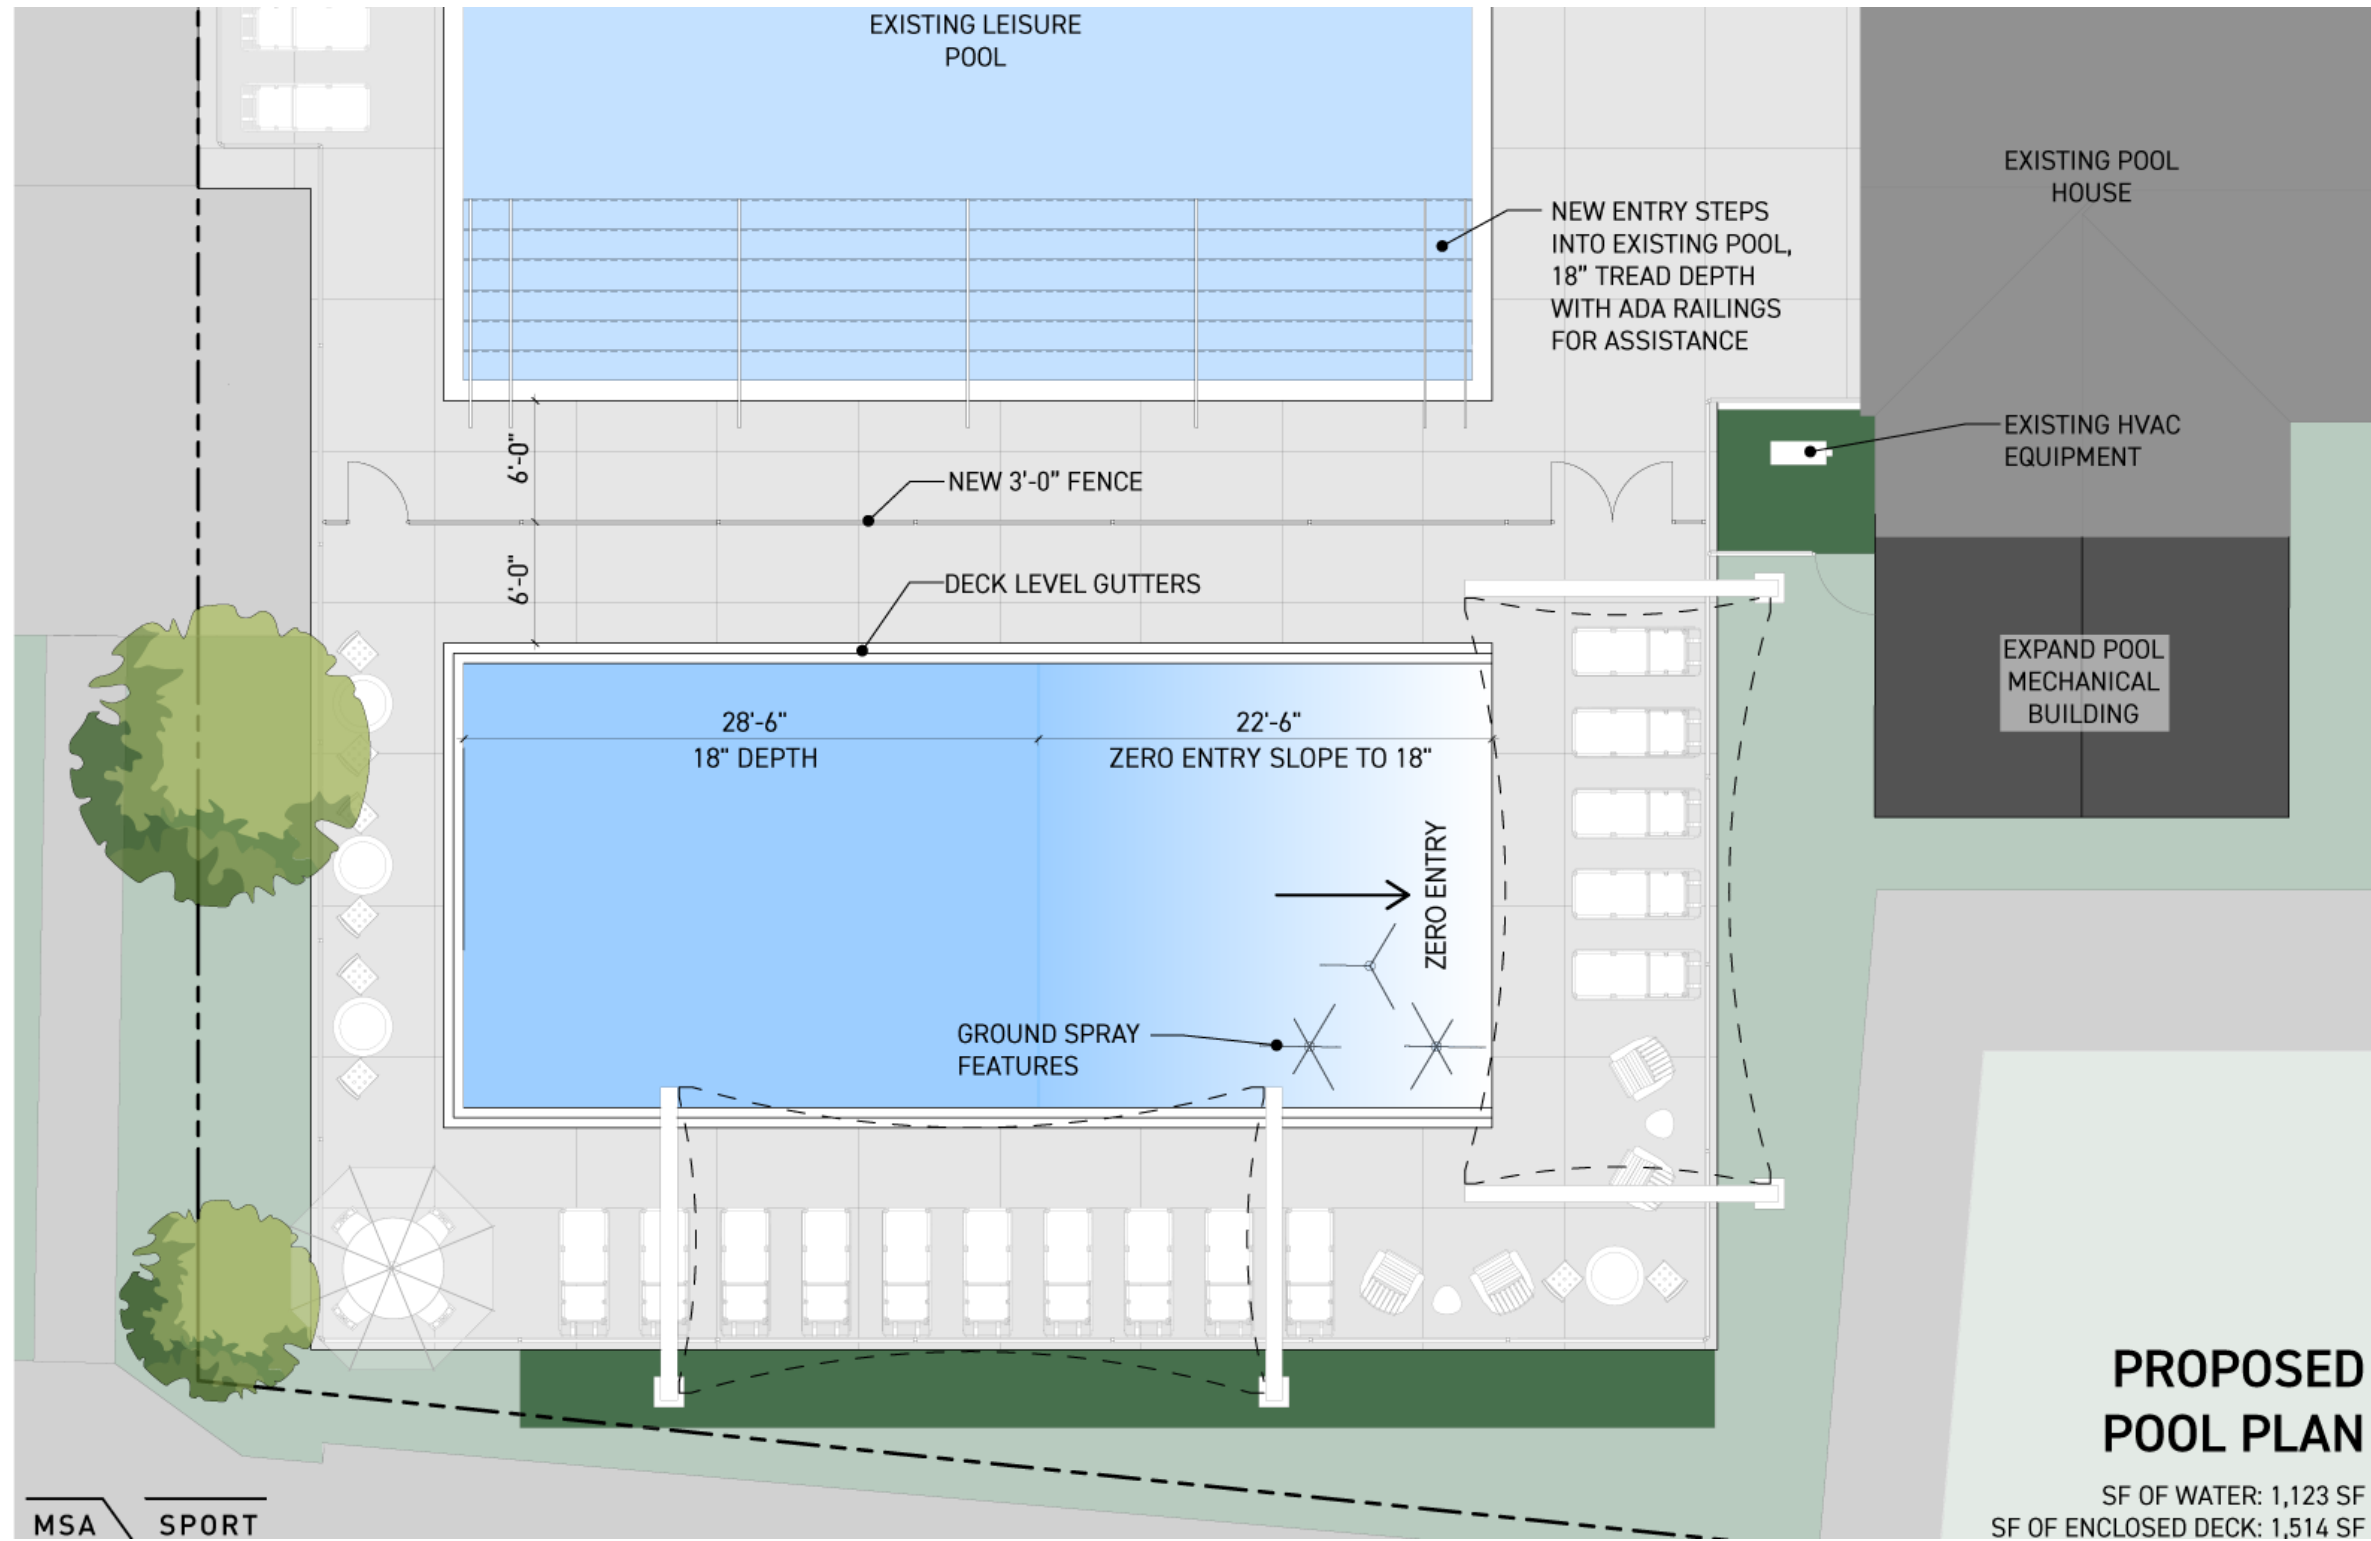 EXISTING LEISURE
POOL
EXISTING POOL
HOUSE
NEW ENTRY STEPS
INTO EXISTING POOL,
18" TREAD DEPTH
WITH ADA RAILINGS
FOR ASSISTANCE
EXISTING HVAC
EQUIPMENT
6'-0"
NEW 3'-0" FENCE
6'-0"
DECK LEVEL GUTTERS
EXPAND POOL
MECHANICAL
BUILDING
28'-6"
18" DEPTH
22'-6"
ZERO ENTRY SLOPE TO 18"
ZERO ENTRY
GROUND SPRAY
FEATURES
PROPOSED
POOL PLAN
SF OF WATER: 1,123 SF
SF OF ENCLOSED DECK: 1,514 SF
MSA SPORT